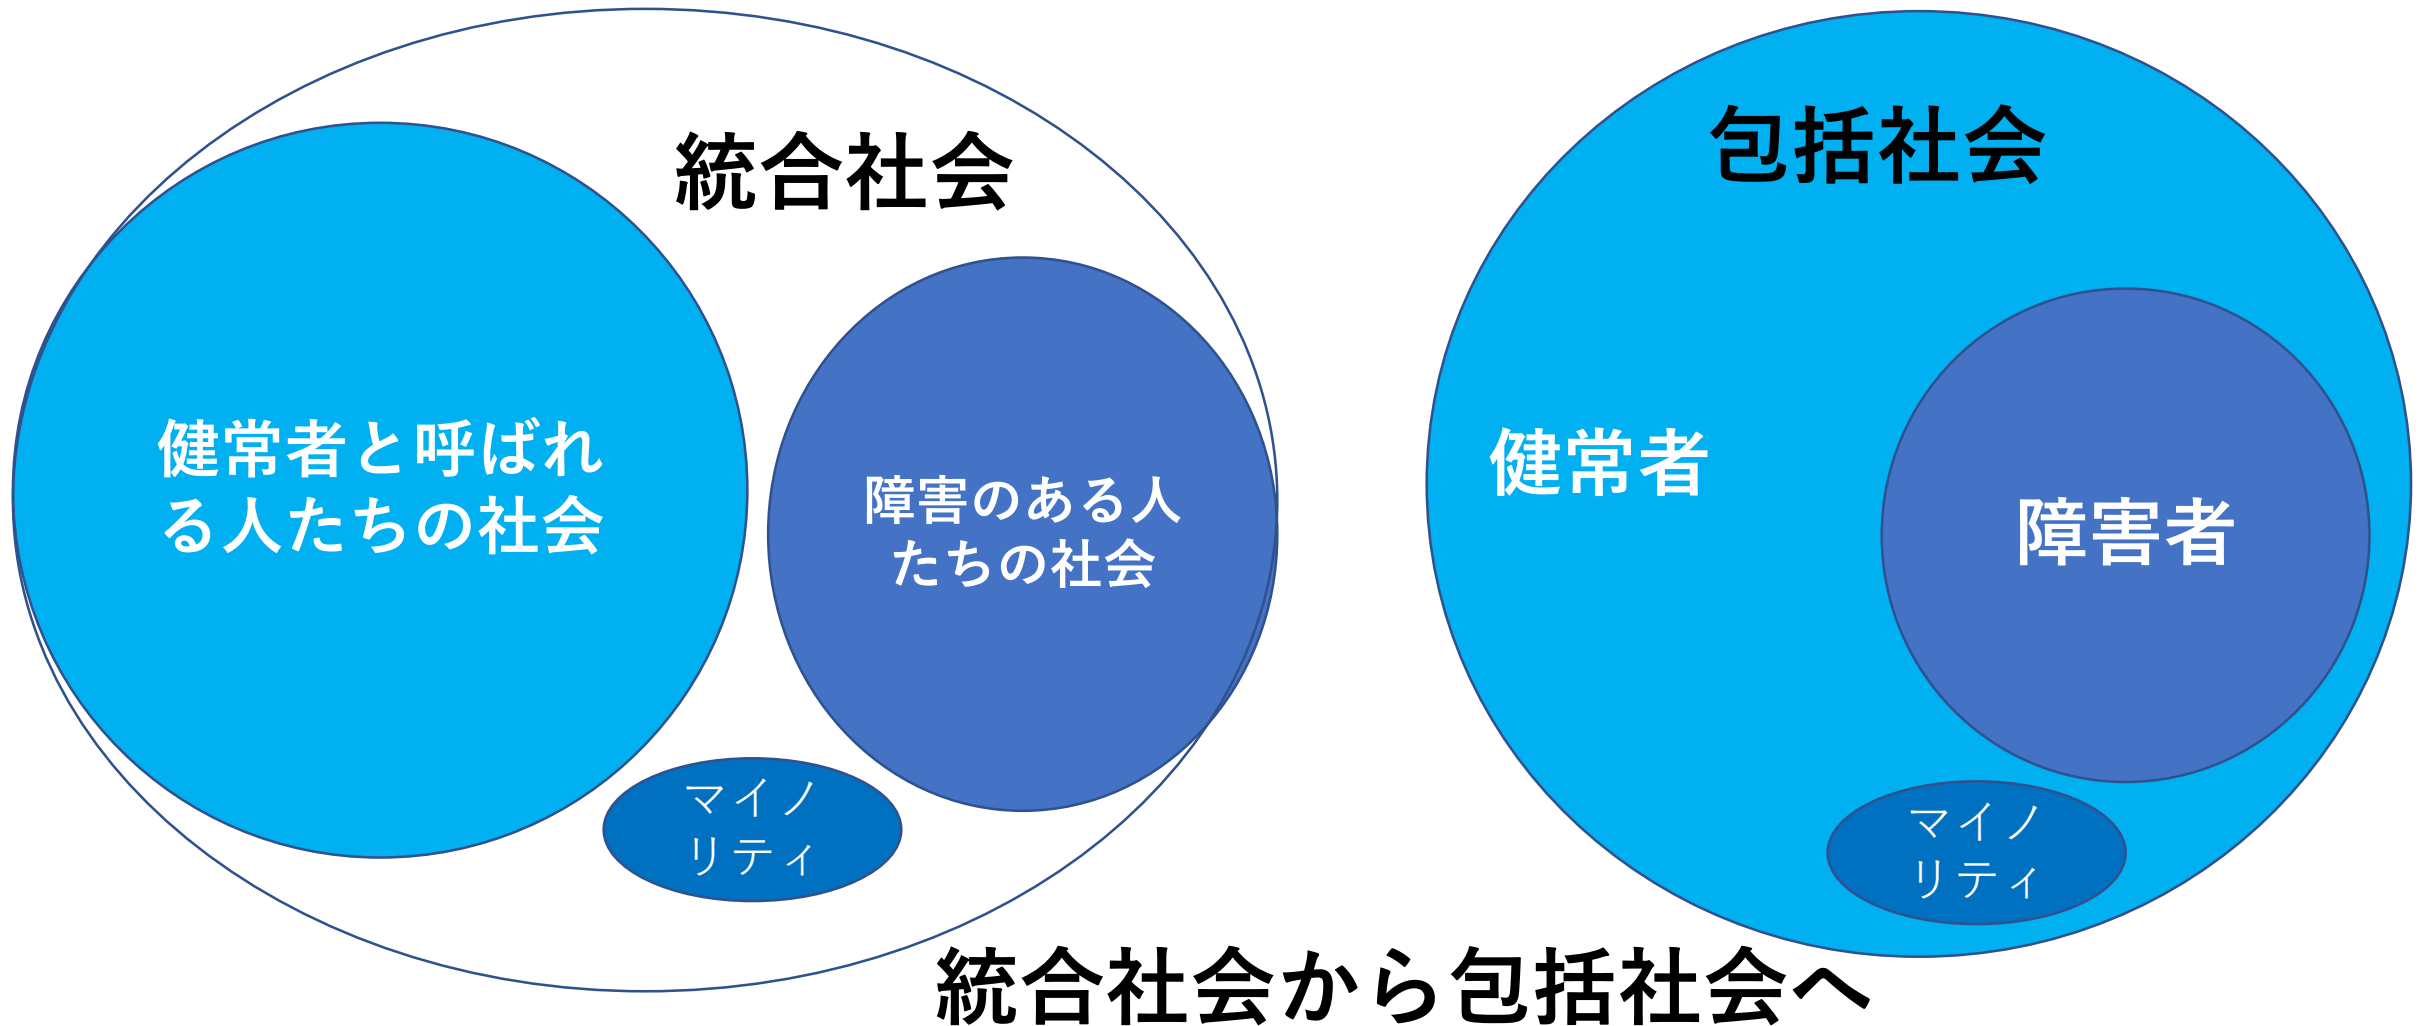 統合社会
健常者と呼ばれ
る人たちの社会
障害のある人
たちの社会
マイノ
リティ
包括社会
健常者
障害者
マイノ
リティ
統合社会から包括社会へ